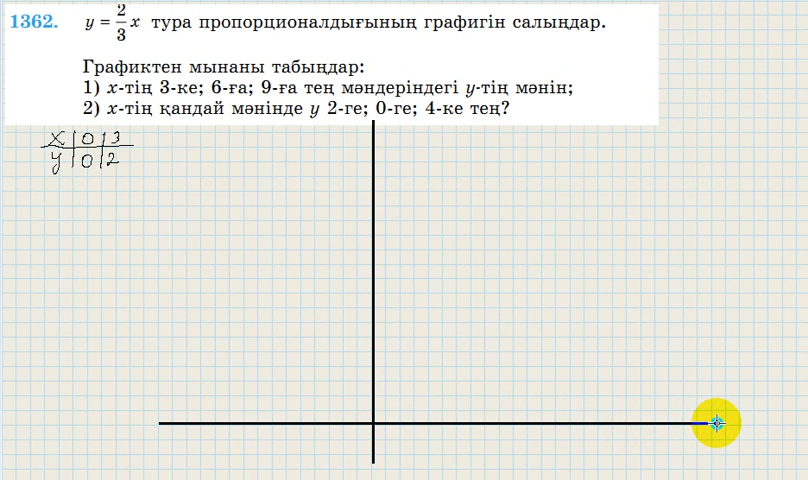 1362. y = 2/3 x тура пропорционалдығының графигін салыңдар.
Графиктен мынаны табыңдар:
1) x-тің 3-ке; 6-ға; 9-ға тең мәндеріндегі y-тің мәнін;
2) x-тің қандай мәнінде y 2-ге; 0-ге; 4-ке тең?
x | 0 | 3
y | 0 | 2